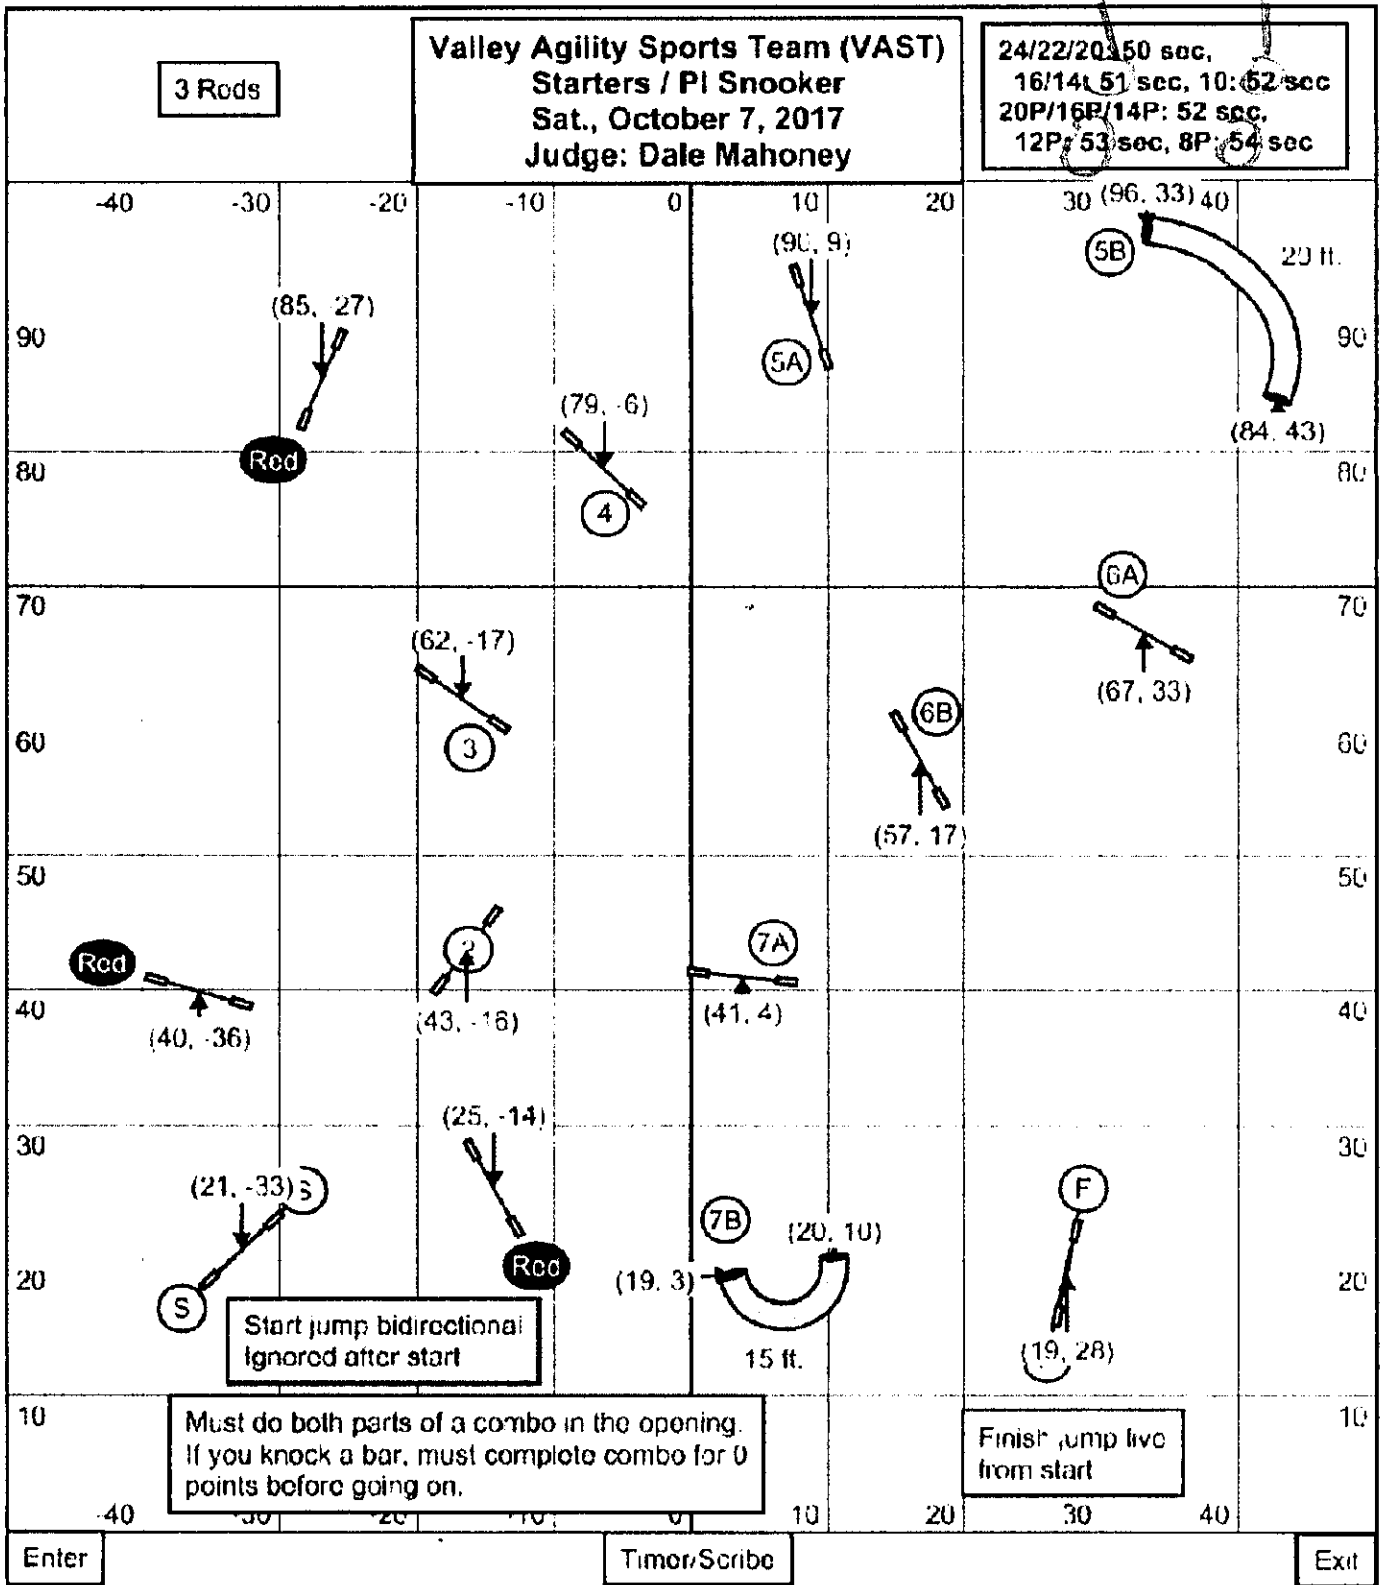 3 Reds
Valley Agility Sports Team (VAST)
Starters / PI Snooker
Sat., October 7, 2017
Judge: Dale Mahoney
24/22/20: 50 sec,
16/14: 51 sec, 10: 52 sec
20P/16P/14P: 52 sec,
12P: 53 sec, 8P: 54 sec
-40 -30 -20 -10 0 10 20 30 40
(96, 33)
(90, 9)
5B
20 ft.
(85, -27)
90 90
5A
(79, -6)
(84, 43)
Red
80 80
4
6A
70 70
(62, -17)
(67, 33)
6B
60 3 60
(57, 17)
50 50
2
7A
Red
40 40
(43, -16)
(41, 4)
(40, -36)
(25, -14)
30 30
(21, -33) S
F
7B
(20, 10)
Red
(19, 3)
20 20
S
Start jump bidirectional
Ignored after start
15 ft.
(19, 28)
10 10
Must do both parts of a combo in the opening.
If you knock a bar, must complete combo for 0
points before going on.
Finish jump live
from start
-40 -30 -20 -10 0 10 20 30 40
Enter
Timer/Scribe
Exit